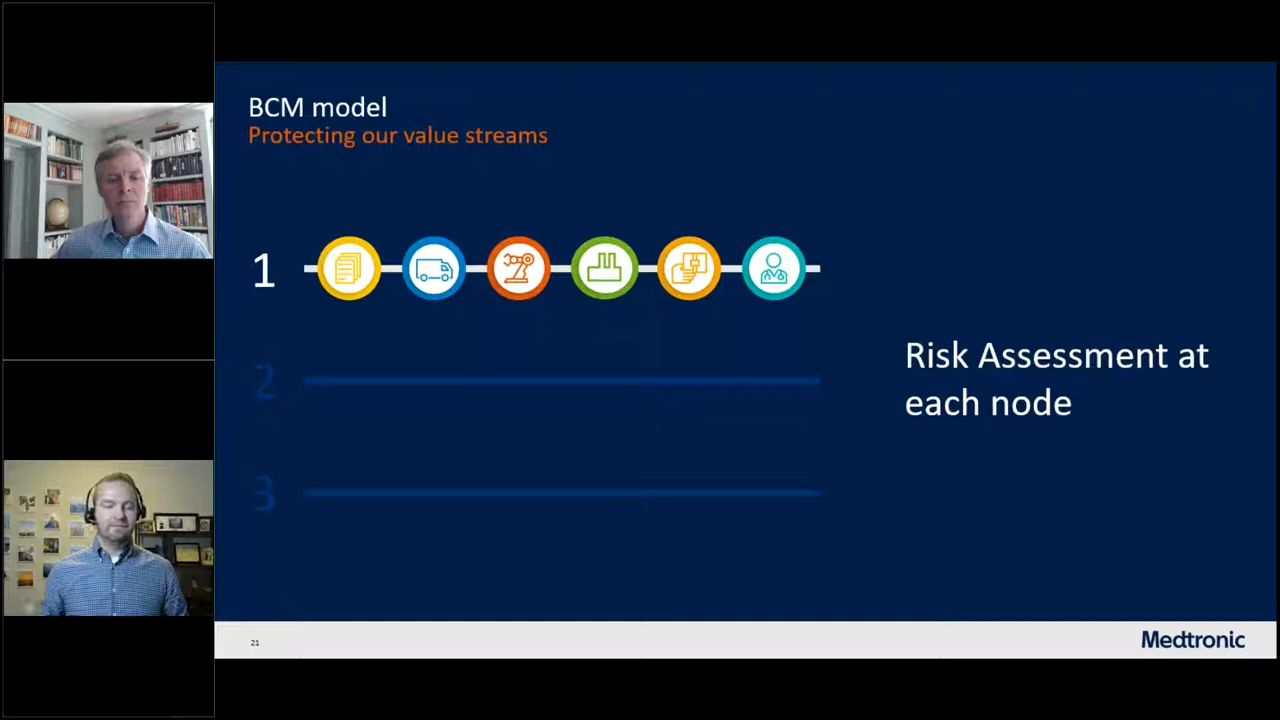 BCM model
Protecting our value streams
1
2
3
Risk Assessment at
each node
21
Medtronic